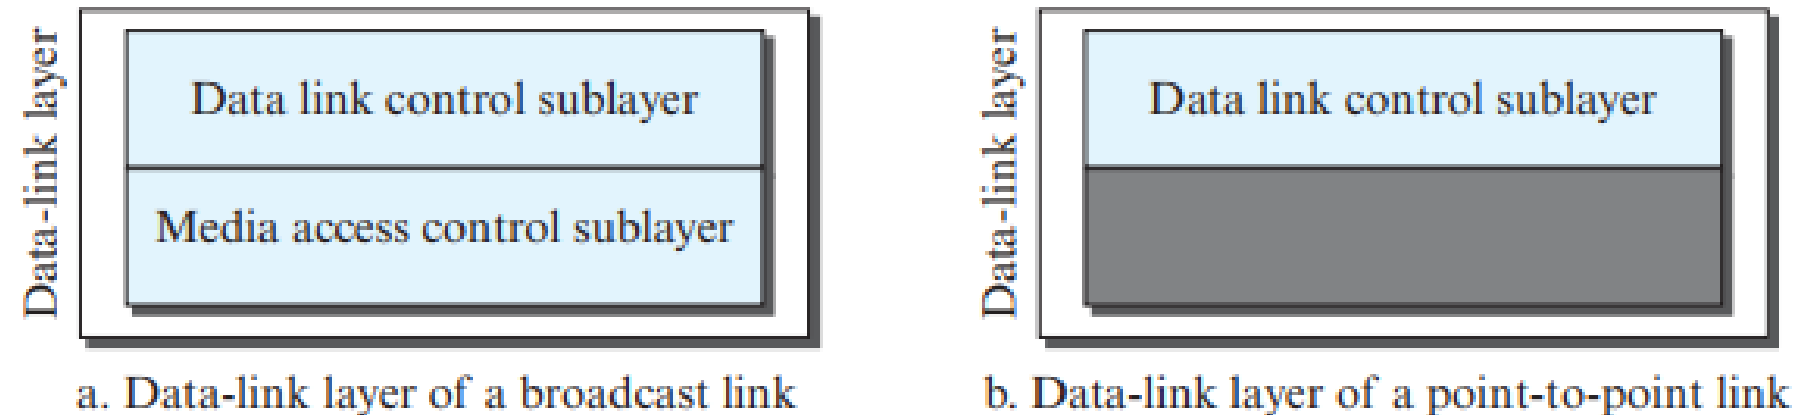 Data-link layer
Data link control sublayer
Media access control sublayer
a. Data-link layer of a broadcast link
Data-link layer
Data link control sublayer
b. Data-link layer of a point-to-point link